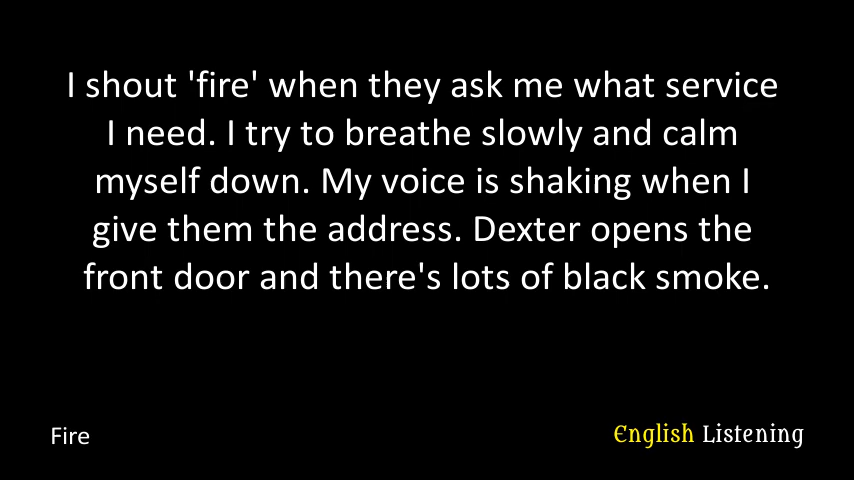 I shout 'fire' when they ask me what service
I need. I try to breathe slowly and calm
myself down. My voice is shaking when I
give them the address. Dexter opens the
front door and there's lots of black smoke.
Fire
English Listening